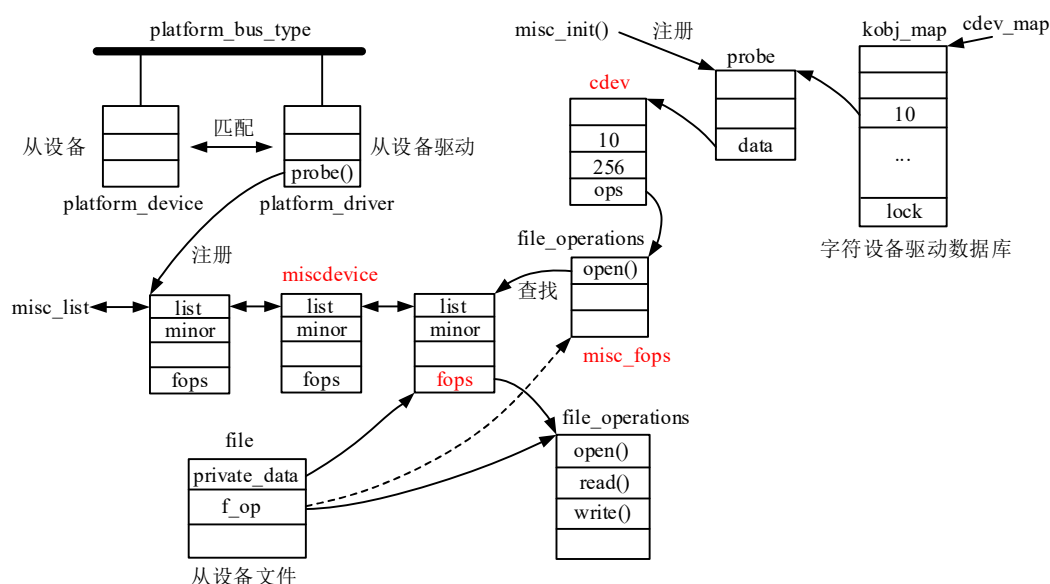 platform_bus_type
从设备
匹配
从设备驱动
probe()
platform_device
platform_driver
注册
misc_init()
注册
probe
data
kobj_map
cdev_map
10
...
lock
字符设备驱动数据库
cdev
10
256
ops
file_operations
open()
查找
misc_fops
misc_list
list
minor
fops
miscdevice
list
minor
fops
list
minor
fops
file
private_data
f_op
从设备文件
file_operations
open()
read()
write()